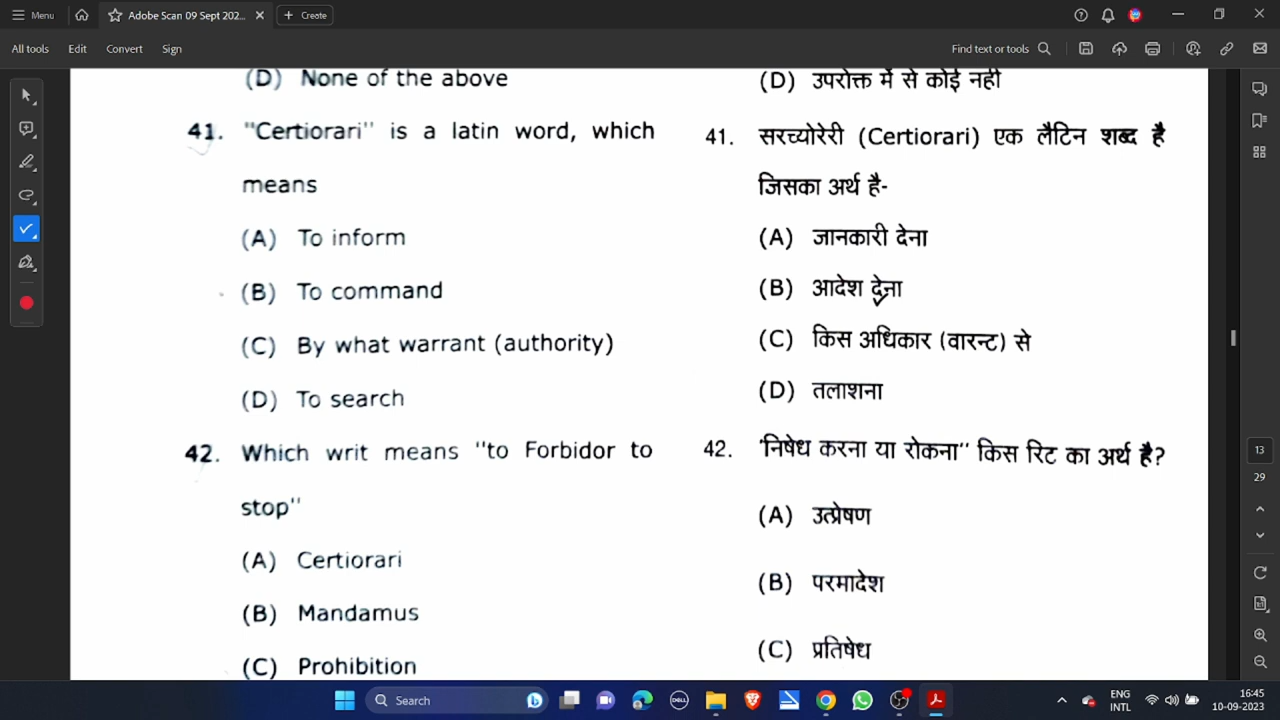 Menu
Adobe Scan 09 Sept 202...
Create
All tools Edit Convert Sign
Find text or tools
(D) None of the above
41. "Certiorari" is a latin word, which
means
(A) To inform
(B) To command
(C) By what warrant (authority)
(D) To search
42. Which writ means "to Forbidor to
stop"
(A) Certiorari
(B) Mandamus
(C) Prohibition
(D) उपरोक्त में से कोई नही
41. सरच्योरेरी (Certiorari) एक लैटिन शब्द है
जिसका अर्थ है-
(A) जानकारी देना
(B) आदेश देना
(C) किस अधिकार (वारन्ट) से
(D) तलाशना
42. 'निषेध करना या रोकना" किस रिट का अर्थ है?
(A) उत्प्रेषण
(B) परमादेश
(C) प्रतिषेध
13
29
Search
DELL
ENG
INTL
16:45
10-09-2023